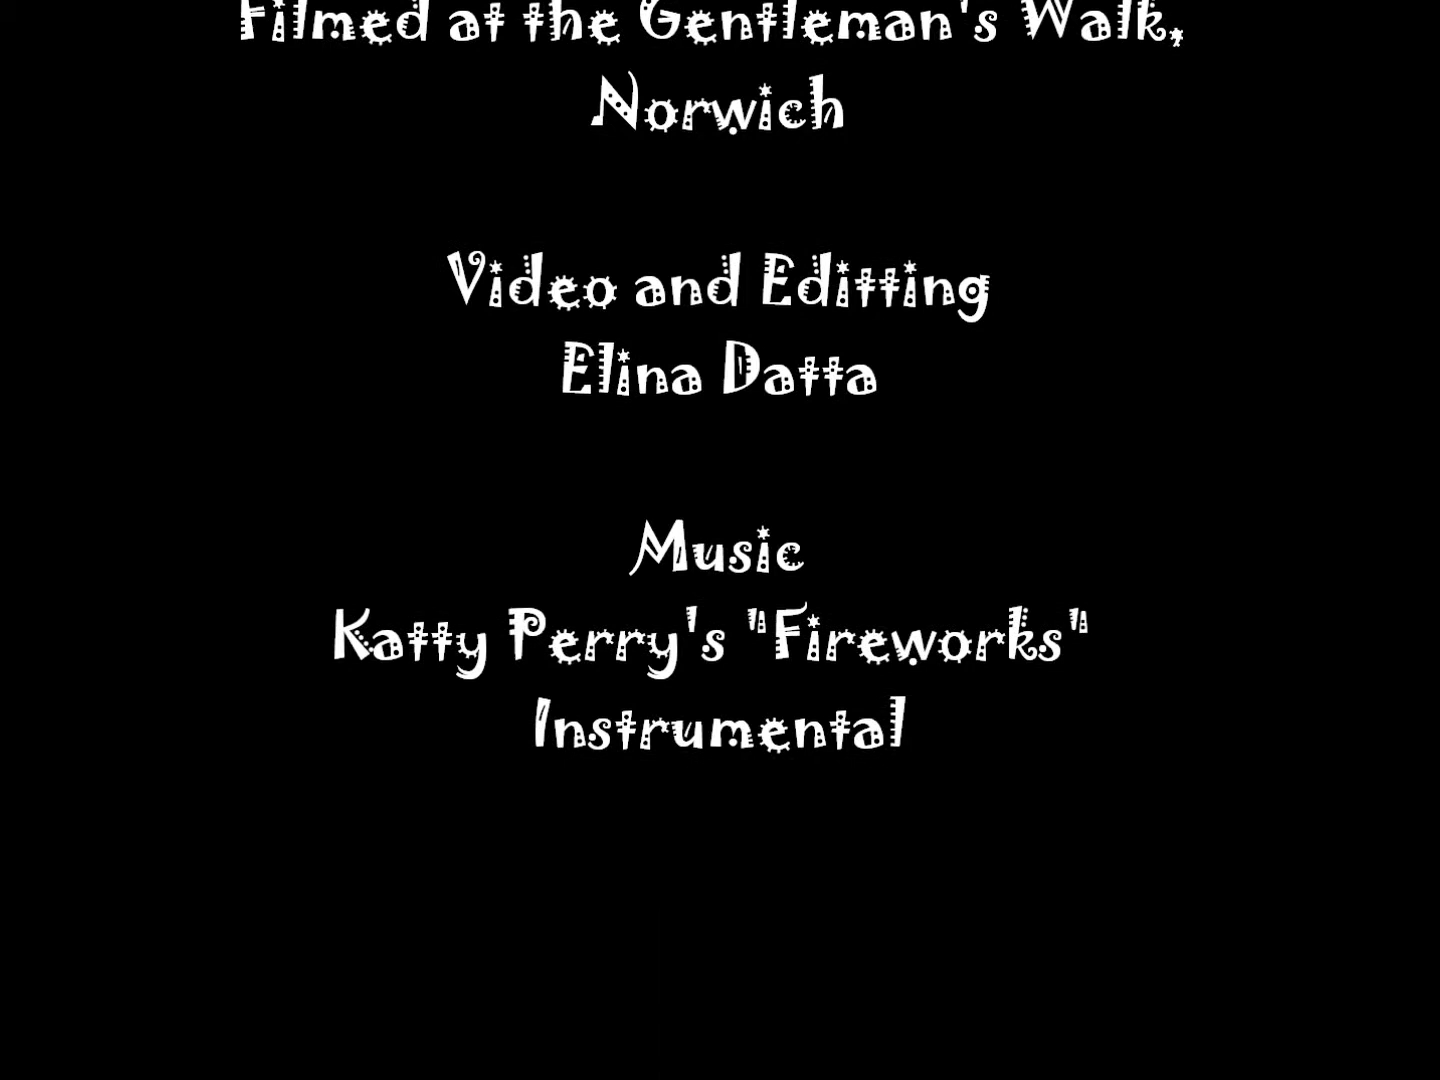 Filmed at the Gentleman's Walk,
Norwich
Video and Editting
Elina Datta
Music
Katty Perry's "Fireworks"
Instrumental